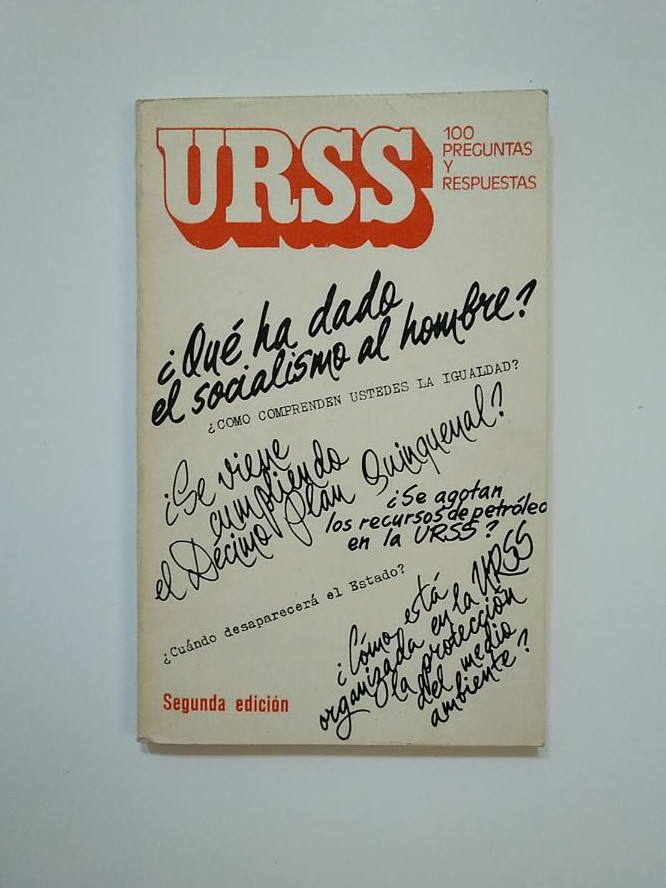 URSS
100
PREGUNTAS
Y
RESPUESTAS
¿Qué ha dado
el socialismo al hombre?
¿COMO COMPRENDEN USTEDES LA IGUALDAD?
¿Se viene
cumpliendo
el Décimo Plan Quinquenal?
¿Se agotan
los recursos de petróleo
en la URSS?
¿Cuándo desaparecerá el Estado?
¿Cómo está
organizada en la URSS
la protección
del medio
ambiente?
Segunda edición